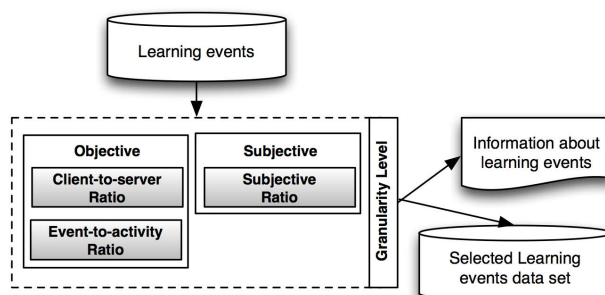 Learning events
Objective
Client-to-server
Ratio
Event-to-activity
Ratio
Subjective
Subjective
Ratio
Granularity Level
Information about
learning events
Selected Learning
events data set